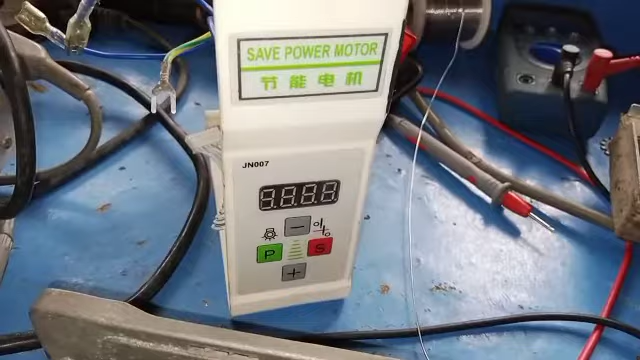 SAVE POWER MOTOR
节能电机
JN007
8.8.8.8.
−
P
S
+